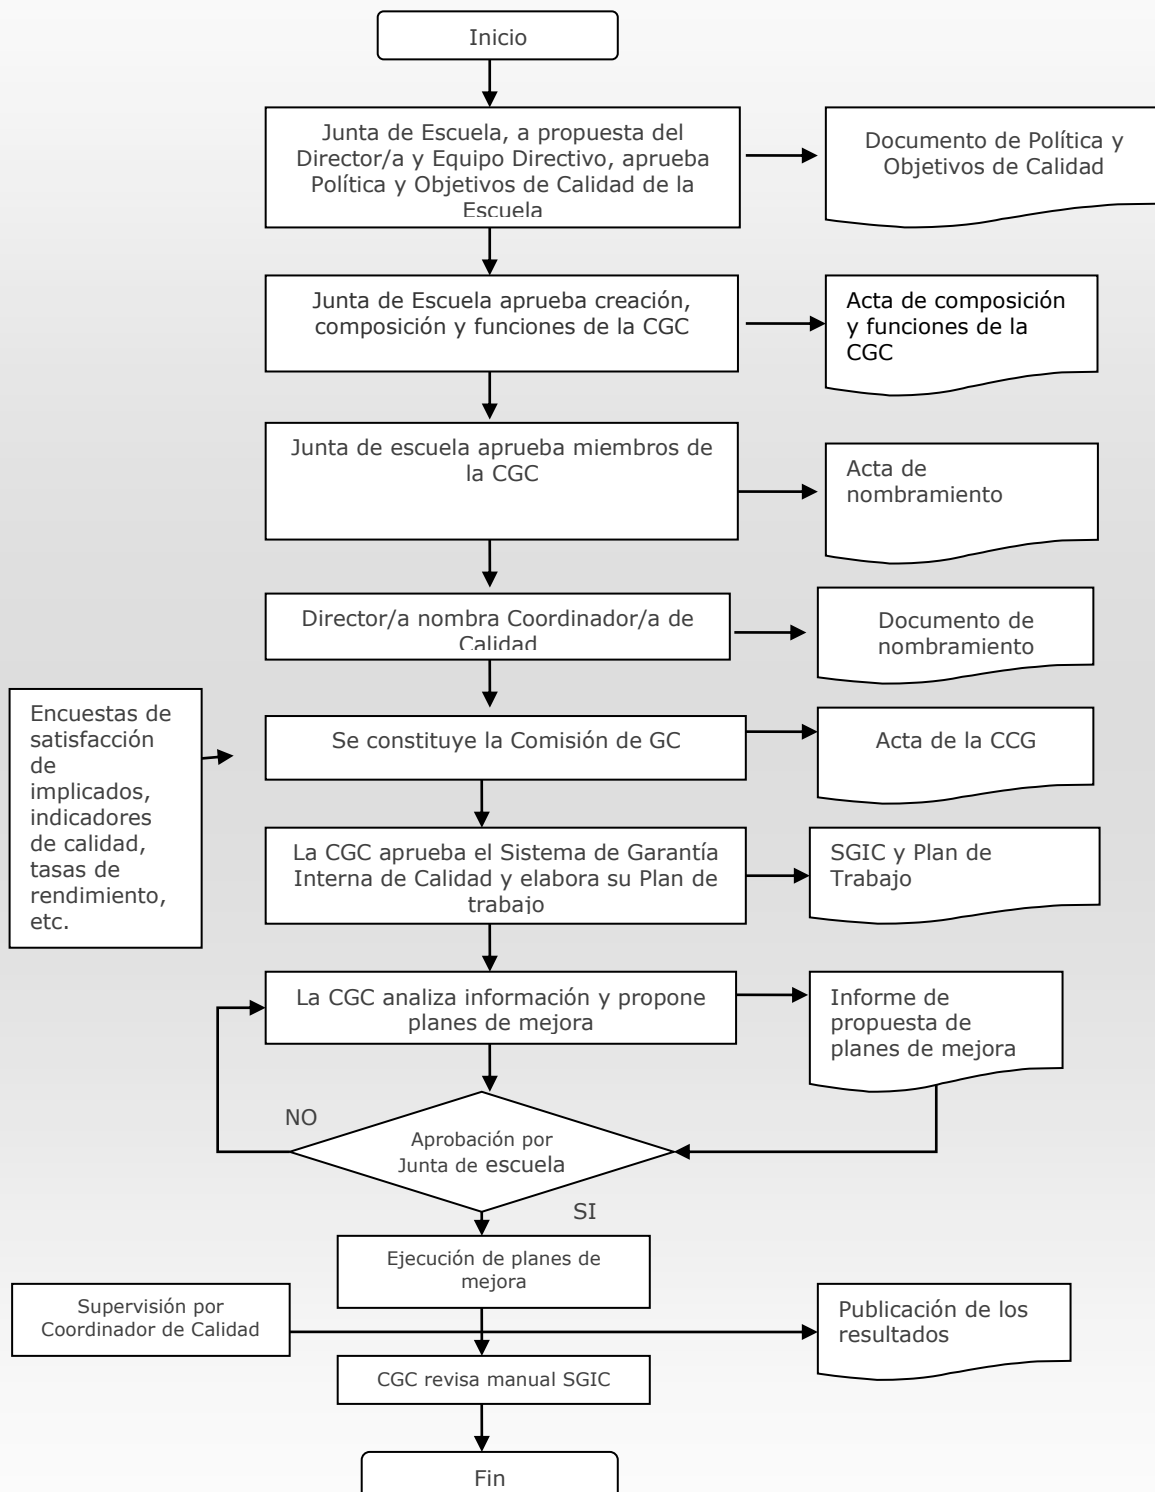 Inicio
Junta de Escuela, a propuesta del
Director/a y Equipo Directivo, aprueba
Política y Objetivos de Calidad de la
Escuela
Documento de Política y
Objetivos de Calidad
Junta de Escuela aprueba creación,
composición y funciones de la CGC
Acta de composición
y funciones de la
CGC
Junta de escuela aprueba miembros de
la CGC
Acta de
nombramiento
Director/a nombra Coordinador/a de
Calidad
Documento de
nombramiento
Encuestas de
satisfacción
de
implicados,
indicadores
de calidad,
tasas de
rendimiento,
etc.
Se constituye la Comisión de GC
Acta de la CCG
La CGC aprueba el Sistema de Garantía
Interna de Calidad y elabora su Plan de
trabajo
SGIC y Plan de
Trabajo
La CGC analiza información y propone
planes de mejora
Informe de
propuesta de
planes de mejora
NO
Aprobación por
Junta de escuela
SI
Ejecución de planes de
mejora
Supervisión por
Coordinador de Calidad
Publicación de los
resultados
CGC revisa manual SGIC
Fin